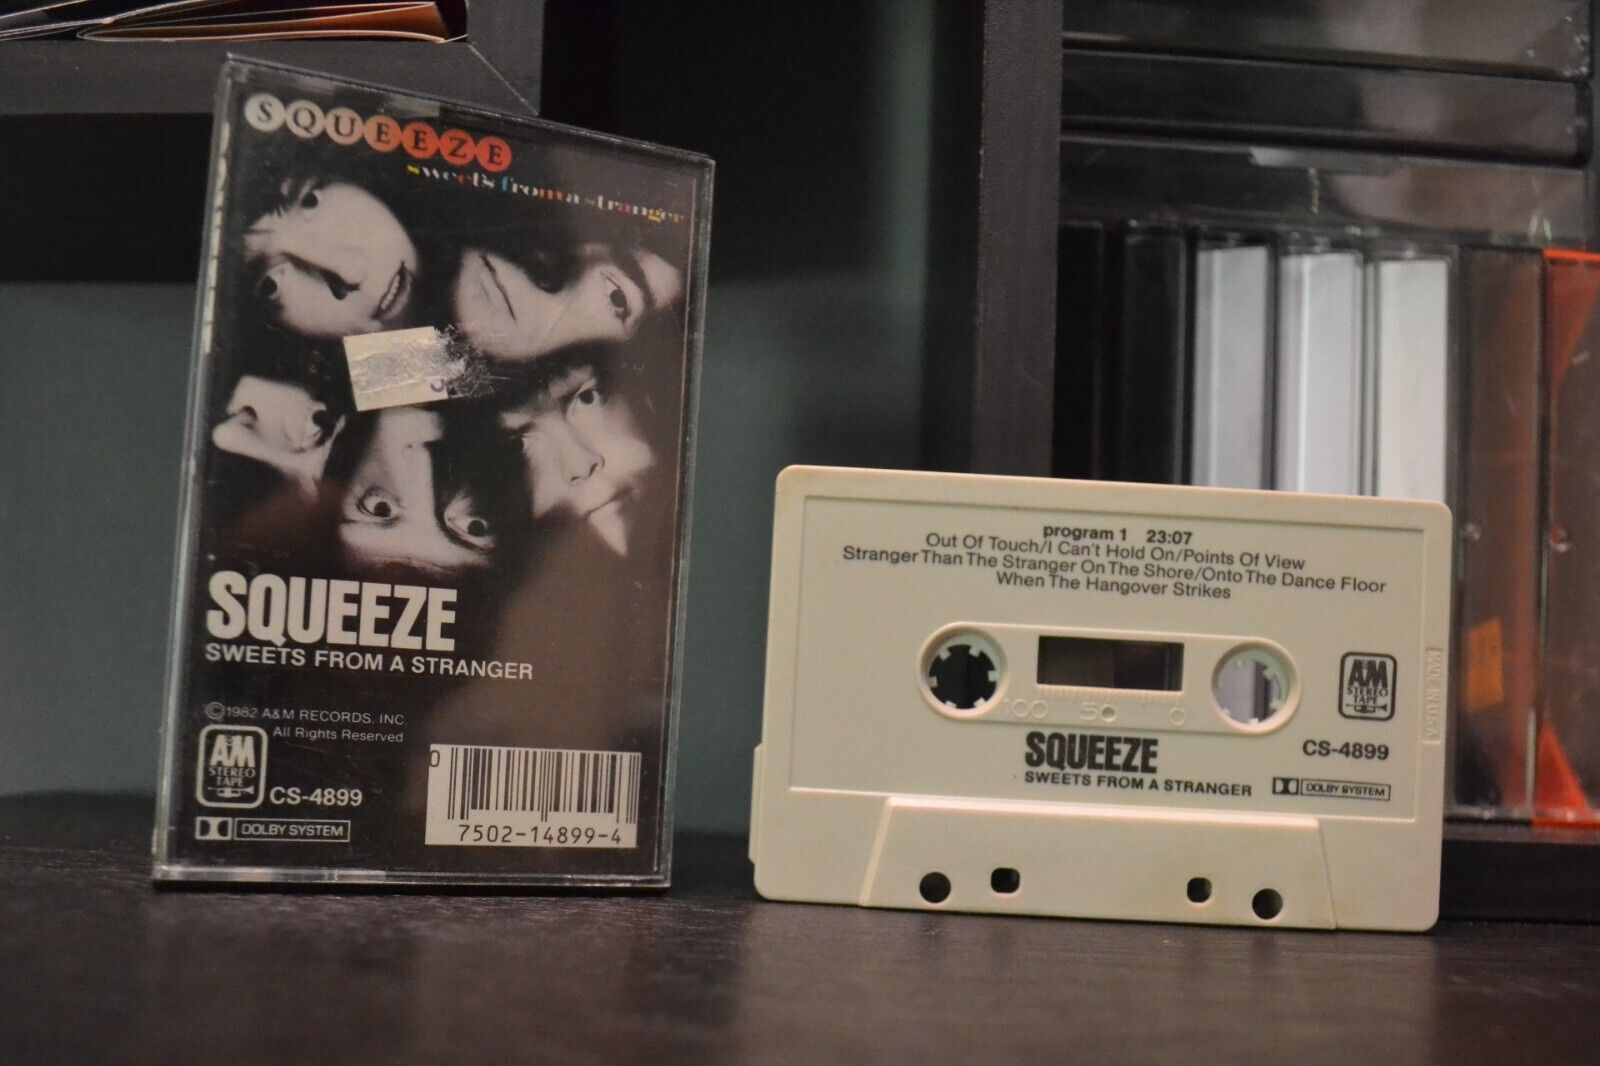 SQUEEZE
sweets from a stranger
SQUEEZE
SWEETS FROM A STRANGER
©1982 A&M RECORDS, INC.
All Rights Reserved
A&M
STEREO
TAPE
CS-4899
DOLBY SYSTEM
0
7502-14899-4
program 1 23:07
Out Of Touch/I Can't Hold On/Points Of View
Stranger Than The Stranger On The Shore/Onto The Dance Floor
When The Hangover Strikes
100 50 0
A&M
STEREO
TAPE
MADE IN U.S.A.
SQUEEZE
CS-4899
SWEETS FROM A STRANGER
DOLBY SYSTEM